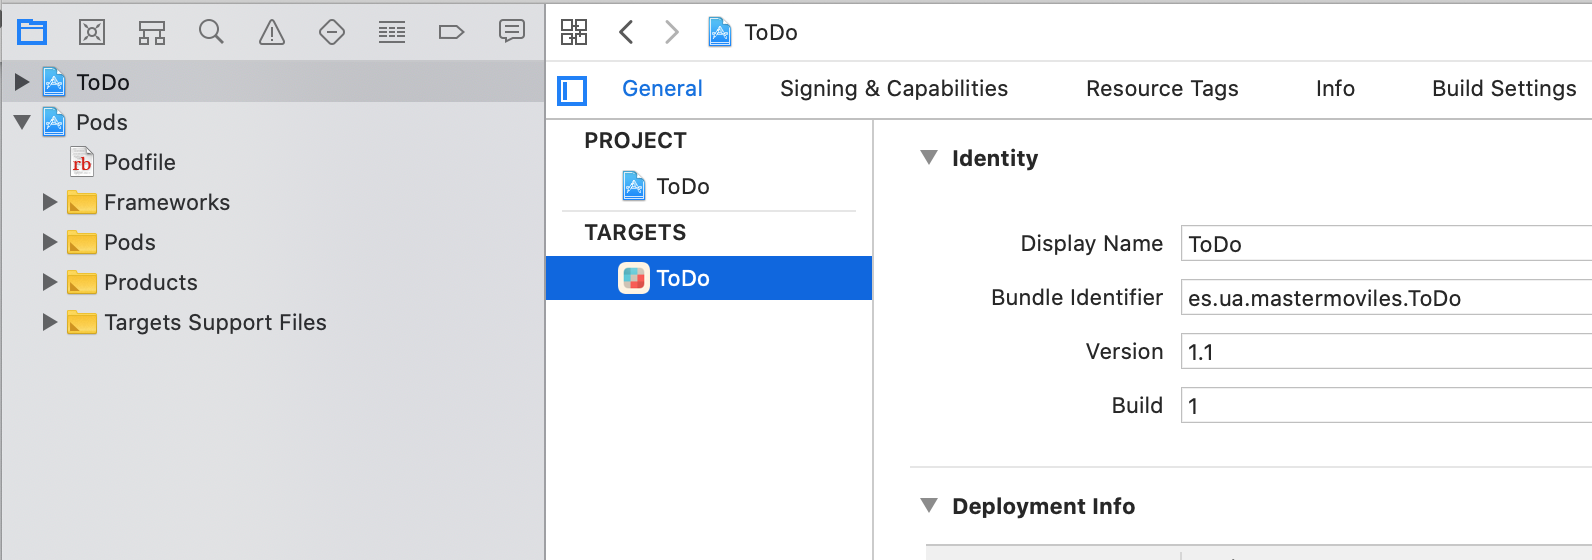 ToDo
Pods
rb Podfile
Frameworks
Pods
Products
Targets Support Files
ToDo
General Signing & Capabilities Resource Tags Info Build Settings
PROJECT
ToDo
TARGETS
ToDo
Identity
Display Name ToDo
Bundle Identifier es.ua.mastermoviles.ToDo
Version 1.1
Build 1
Deployment Info